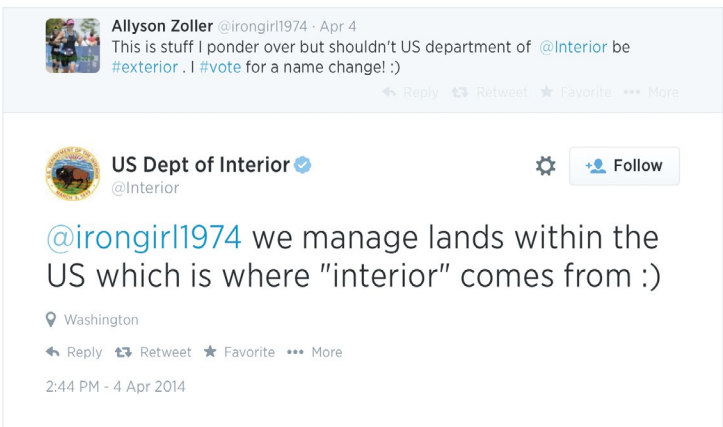 Allyson Zoller @irongirl1974 · Apr 4
This is stuff I ponder over but shouldn't US department of @Interior be
#exterior . I #vote for a name change! :)
Reply Retweet Favorite More
US Dept of Interior
@Interior
Follow
@irongirl1974 we manage lands within the
US which is where "interior" comes from :)
Washington
Reply Retweet Favorite More
2:44 PM - 4 Apr 2014